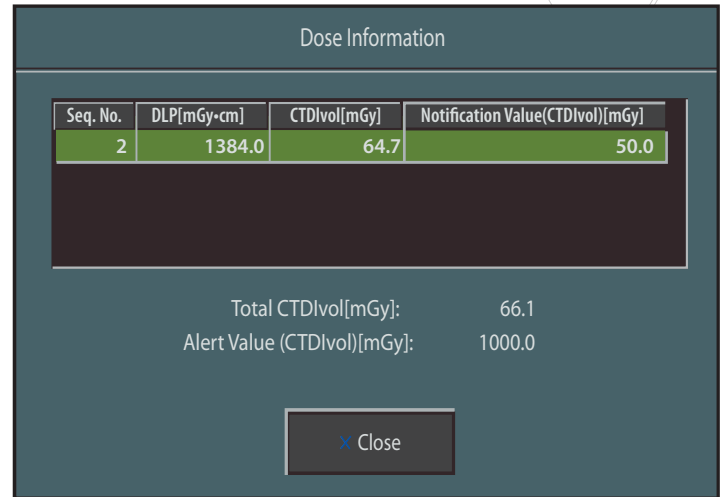 Dose Information
Seq. No. DLP[mGy•cm] CTDIvol[mGy] Notification Value(CTDIvol)[mGy]
2 1384.0 64.7 50.0
Total CTDIvol[mGy]: 66.1
Alert Value (CTDIvol)[mGy]: 1000.0
× Close